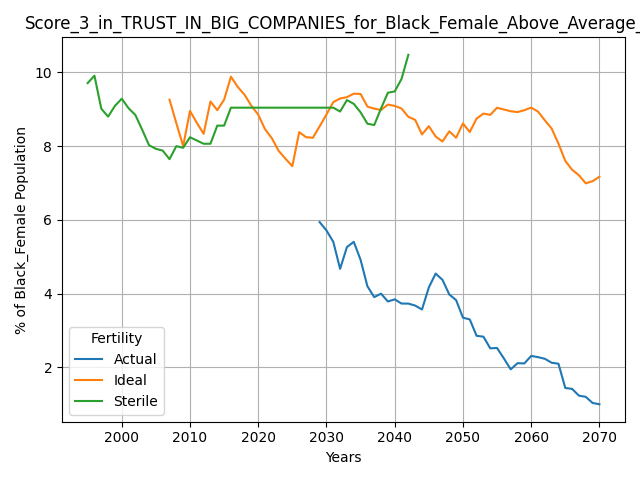 Score_3_in_TRUST_IN_BIG_COMPANIES_for_Black_Female_Above_Average_
% of Black_Female Population
10
8
6
4
2
Fertility
Actual
Ideal
Sterile
2000 2010 2020 2030 2040 2050 2060 2070
Years